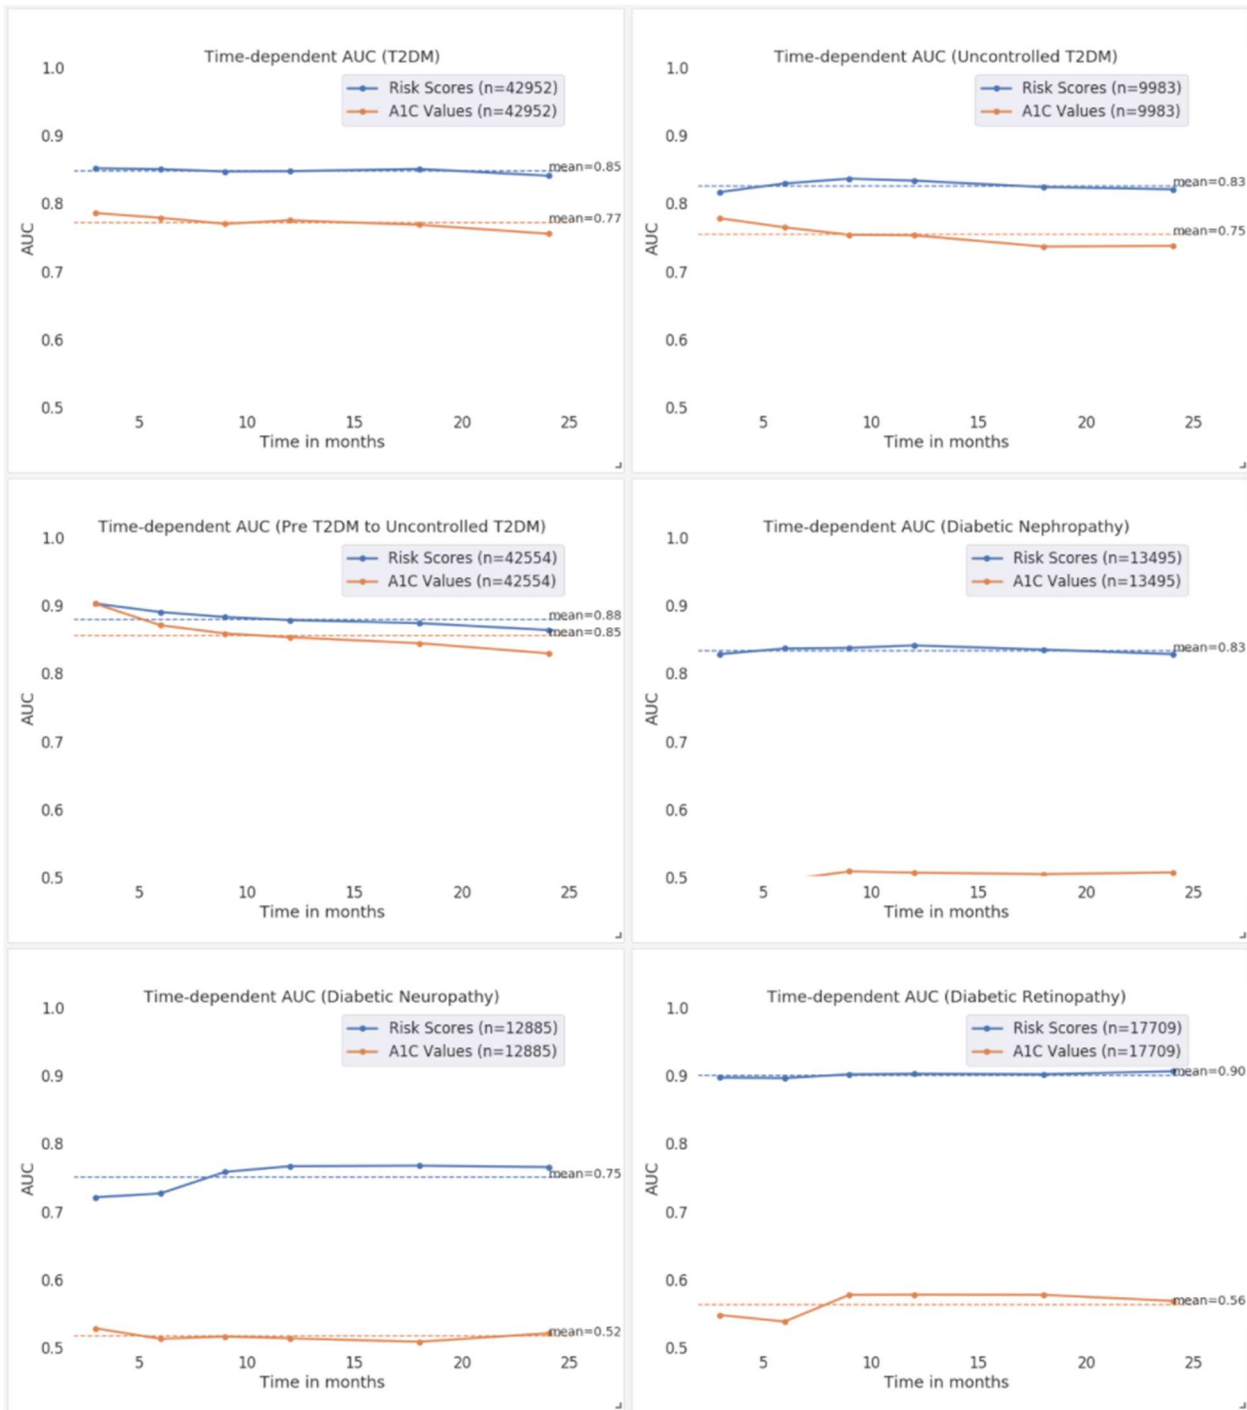 Time-dependent AUC (T2DM)
1.0
Risk Scores (n=42952)
A1C Values (n=42952)
0.9
mean=0.85
0.8
mean=0.77
AUC
0.7
0.6
0.5
5 10 15 20 25
Time in months
Time-dependent AUC (Uncontrolled T2DM)
1.0
Risk Scores (n=9983)
A1C Values (n=9983)
0.9
mean=0.83
0.8
mean=0.75
AUC
0.7
0.6
0.5
5 10 15 20 25
Time in months
Time-dependent AUC (Pre T2DM to Uncontrolled T2DM)
1.0
Risk Scores (n=42554)
A1C Values (n=42554)
0.9
mean=0.88
mean=0.85
0.8
AUC
0.7
0.6
0.5
5 10 15 20 25
Time in months
Time-dependent AUC (Diabetic Nephropathy)
1.0
Risk Scores (n=13495)
A1C Values (n=13495)
0.9
mean=0.83
0.8
AUC
0.7
0.6
0.5
5 10 15 20 25
Time in months
Time-dependent AUC (Diabetic Neuropathy)
1.0
Risk Scores (n=12885)
A1C Values (n=12885)
0.9
0.8
mean=0.75
AUC
0.7
0.6
mean=0.52
0.5
5 10 15 20 25
Time in months
Time-dependent AUC (Diabetic Retinopathy)
1.0
Risk Scores (n=17709)
A1C Values (n=17709)
mean=0.90
0.9
0.8
AUC
0.7
0.6
mean=0.56
0.5
5 10 15 20 25
Time in months